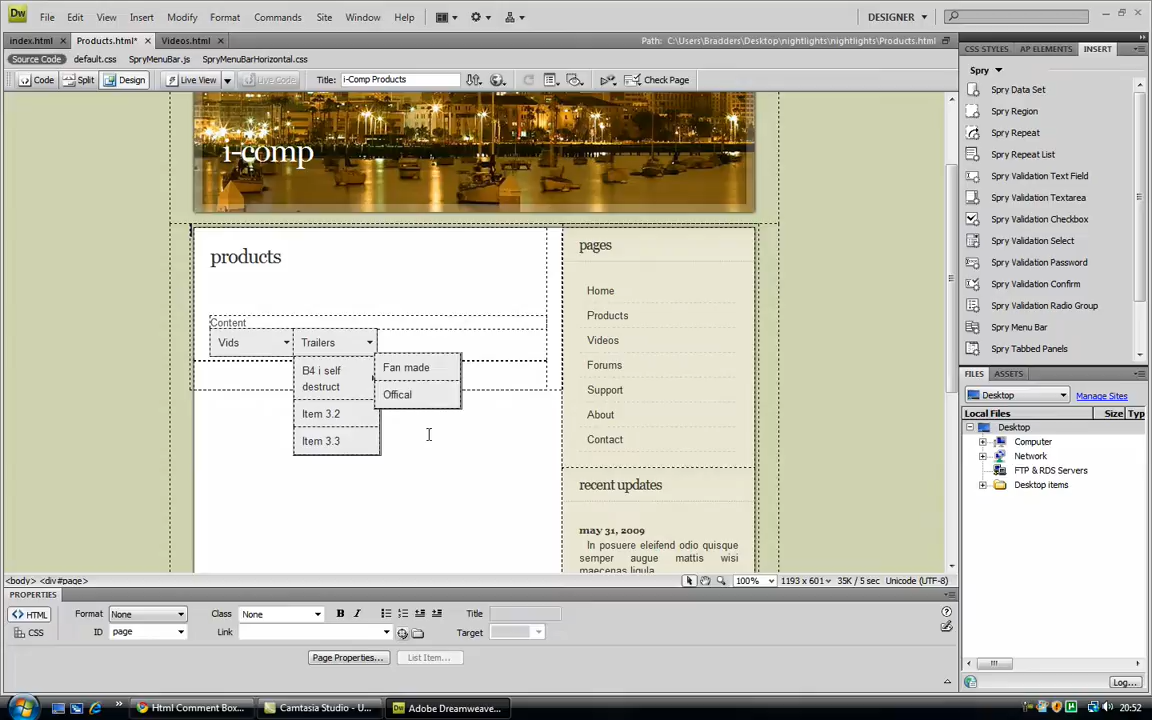 Dw File Edit View Insert Modify Format Commands Site Window Help DESIGNER
index.html Products.html* Videos.html Path: C:\Users\Bradders\Desktop\nightlights\nightlights\Products.html
Source Code default.css SpryMenuBar.js SpryMenuBarHorizontal.css
Code Split Design Live View Live Code Title: i-Comp Products Check Page
i-comp
products
Content
Vids Trailers
B4 i self
destruct
Item 3.2
Item 3.3
Fan made
Offical
pages
Home
Products
Videos
Forums
Support
About
Contact
recent updates
may 31, 2009
In posuere eleifend odio quisque
semper augue mattis wisi
maecenas ligula
CSS STYLES AP ELEMENTS INSERT
Spry
Spry Data Set
Spry Region
Spry Repeat
Spry Repeat List
Spry Validation Text Field
Spry Validation Textarea
Spry Validation Checkbox
Spry Validation Select
Spry Validation Password
Spry Validation Confirm
Spry Validation Radio Group
Spry Menu Bar
Spry Tabbed Panels
FILES ASSETS
Desktop Manage Sites
Local Files Size Typ
Desktop
Computer
Network
FTP & RDS Servers
Desktop items
Log...
<body> <div#page> 100% 1193 x 601 35K / 5 sec Unicode (UTF-8)
PROPERTIES
HTML Format None Class None B I Title
CSS ID page Link Target
Page Properties... List Item...
Html Comment Box... Camtasia Studio - U... Adobe Dreamweave... 20:52